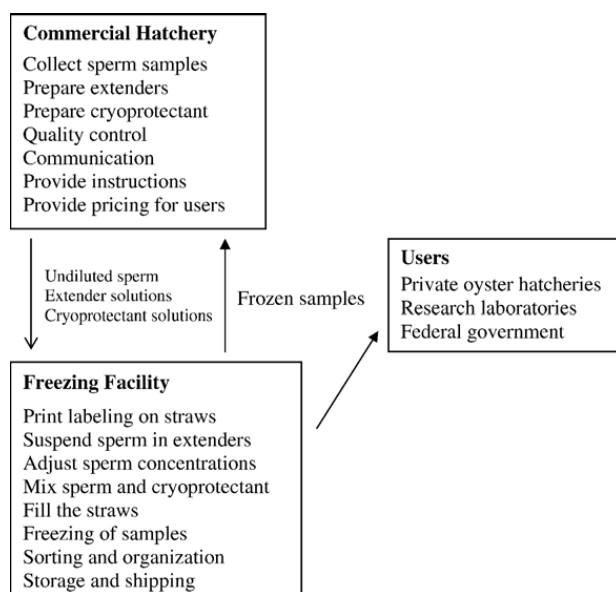 Commercial Hatchery
Collect sperm samples
Prepare extenders
Prepare cryoprotectant
Quality control
Communication
Provide instructions
Provide pricing for users
Undiluted sperm
Extender solutions
Cryoprotectant solutions
Frozen samples
Users
Private oyster hatcheries
Research laboratories
Federal government
Freezing Facility
Print labeling on straws
Suspend sperm in extenders
Adjust sperm concentrations
Mix sperm and cryoprotectant
Fill the straws
Freezing of samples
Sorting and organization
Storage and shipping